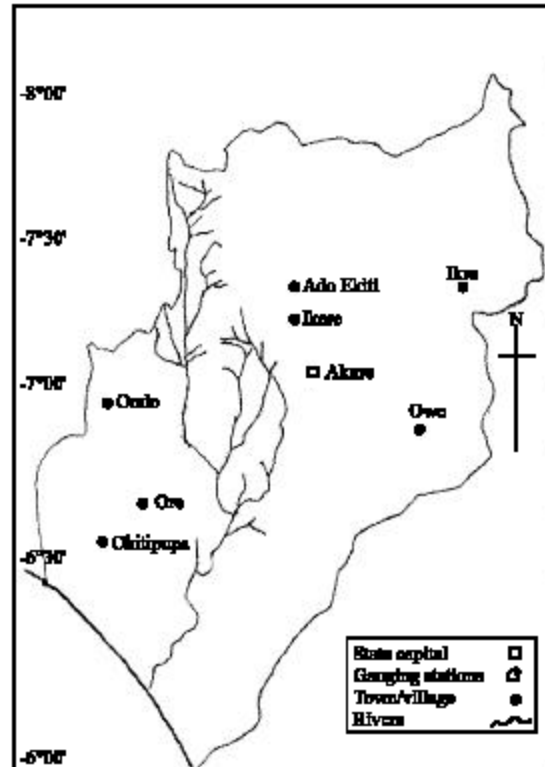 -8°00'
-7°30'
Ado Ekiti
Ikere
N
-7°00'
Akure
Ondo
Owo
Ore
Okitipupa
-6°30'
State capital
Gauging stations
Town/village
Rivers
-6°00'